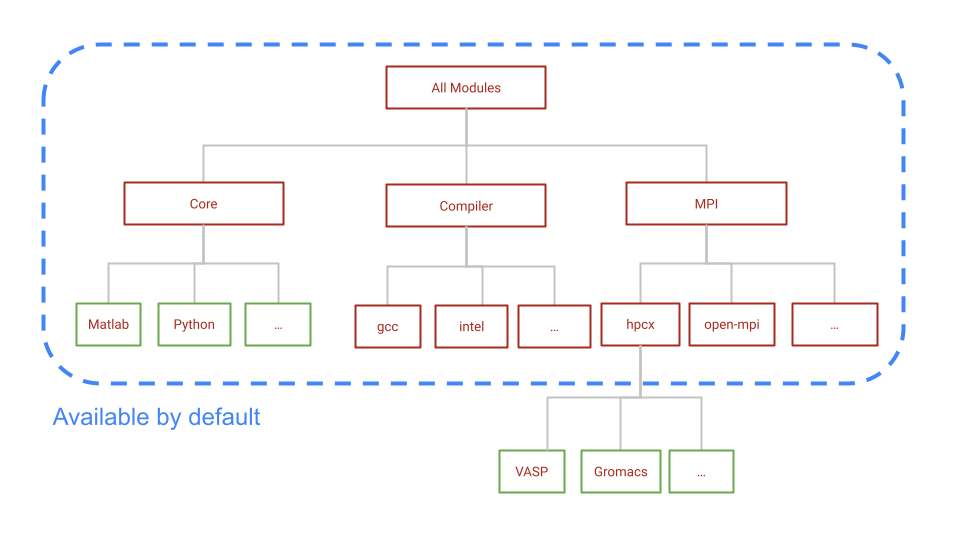 All Modules
Core
Compiler
MPI
Matlab
Python
...
gcc
intel
...
hpcx
open-mpi
...
Available by default
VASP
Gromacs
...